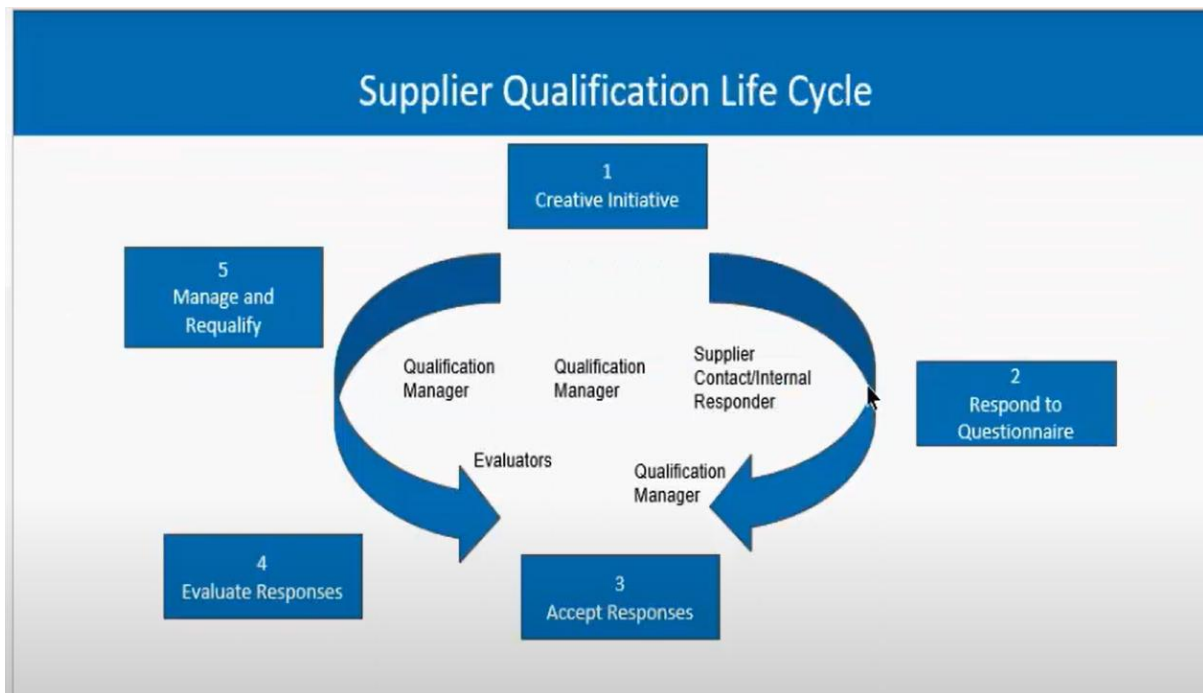 Supplier Qualification Life Cycle
1
Creative Initiative
5
Manage and
Requalify
Qualification
Manager
Qualification
Manager
Supplier
Contact/Internal
Responder
2
Respond to
Questionnaire
Evaluators
Qualification
Manager
4
Evaluate Responses
3
Accept Responses